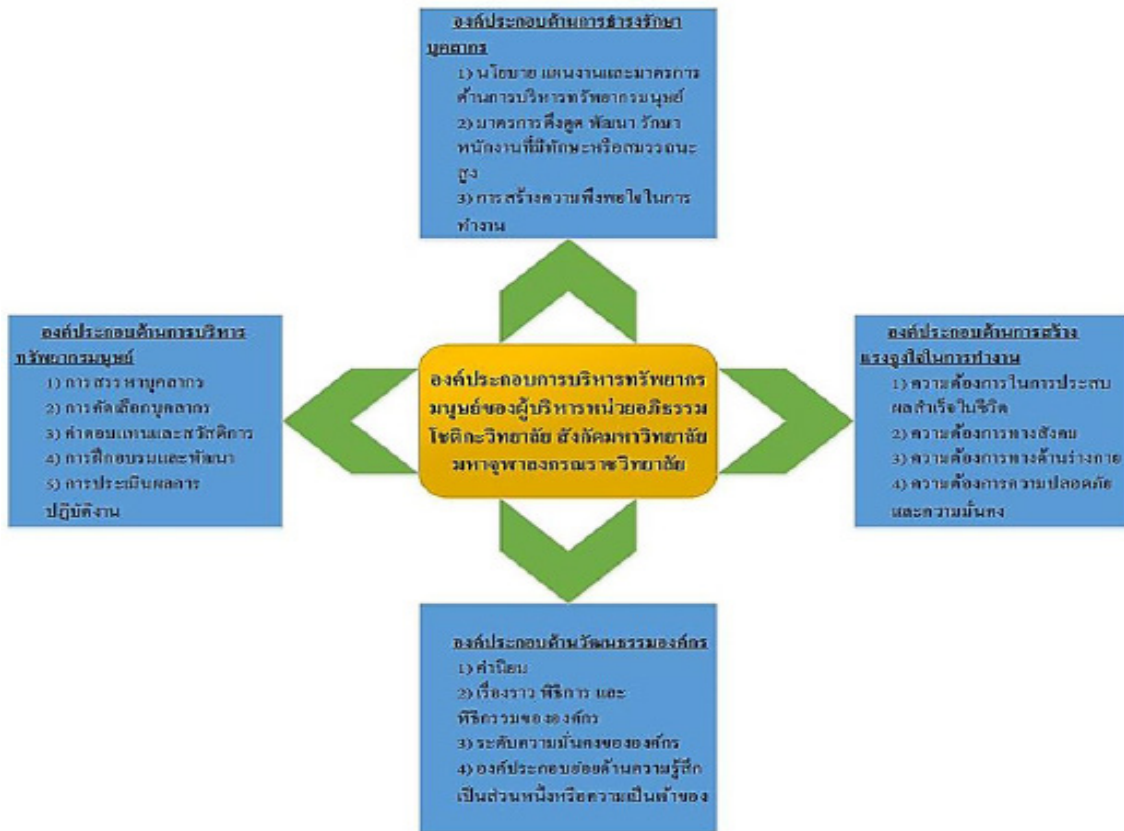 องค์ประกอบด้านการธำรงรักษา
บุคลากร
1) นโยบาย แผนงานและมาตรการ
ด้านการบริหารทรัพยากรมนุษย์
2) มาตรการดึงดูด พัฒนา รักษา
พนักงานที่มีทักษะหรือสมรรถนะ
สูง
3) การสร้างความพึงพอใจในการ
ทำงาน
องค์ประกอบด้านการบริหาร
ทรัพยากรมนุษย์
1) การสรรหาบุคลากร
2) การคัดเลือกบุคลากร
3) ค่าตอบแทนและสวัสดิการ
4) การฝึกอบรมและพัฒนา
5) การประเมินผลการ
ปฏิบัติงาน
องค์ประกอบการบริหารทรัพยากร
มนุษย์ของผู้บริหารหน่วยอภิธรรม
โชติกะวิทยาลัย สังกัดมหาวิทยาลัย
มหาจุฬาลงกรณราชวิทยาลัย
องค์ประกอบด้านการสร้าง
แรงจูงใจในการทำงาน
1) ความต้องการในการประสบ
ผลสำเร็จในชีวิต
2) ความต้องการทางสังคม
3) ความต้องการทางด้านร่างกาย
4) ความต้องการความปลอดภัย
และความมั่นคง
องค์ประกอบด้านวัฒนธรรมองค์กร
1) ค่านิยม
2) เรื่องราว พิธีการ และ
พิธีกรรมขององค์กร
3) ระดับความมั่นคงขององค์กร
4) องค์ประกอบย่อยด้านความรู้สึก
เป็นส่วนหนึ่งหรือความเป็นเจ้าของ